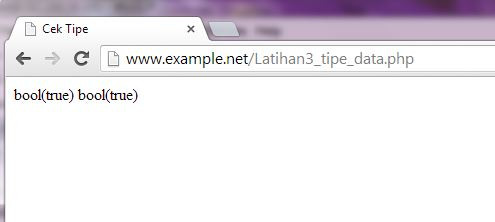 Cek Tipe
www.example.net/Latihan3_tipe_data.php
bool(true) bool(true)